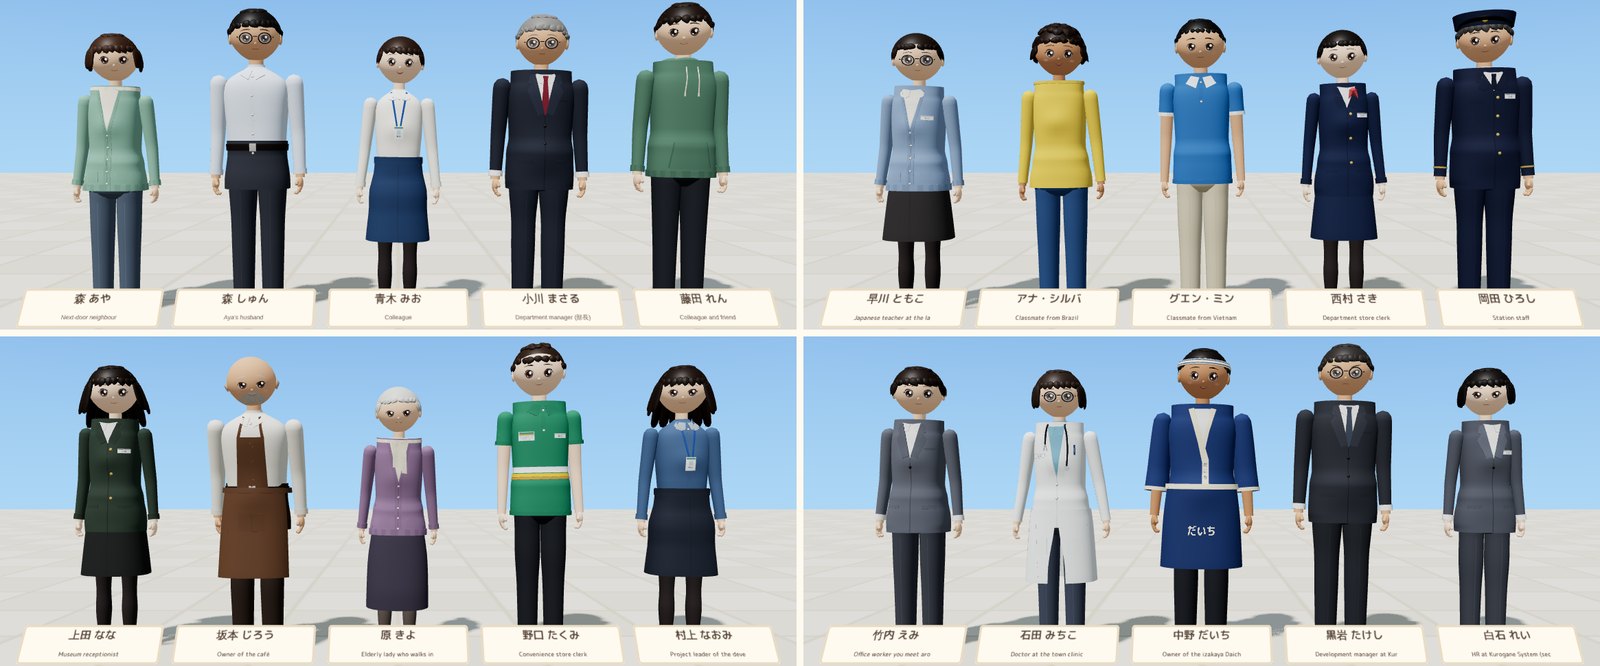 森 あや
Next-door neighbour
森 しゅん
Aya's husband
青木 みお
Colleague
小川 まさる
Department manager (部長)
藤田 れん
Colleague and friend
早川 ともこ
Japanese teacher at the la
アナ・シルバ
Classmate from Brazil
グエン・ミン
Classmate from Vietnam
西村 さき
Department store clerk
岡田 ひろし
Station staff
上田 なな
Museum receptionist
坂本 じろう
Owner of the café
原 きよ
Elderly lady who walks in
野口 たくみ
Convenience store clerk
村上 なおみ
Project leader of the deve
竹内 えみ
Office worker you meet aro
石田 みちこ
Doctor at the town clinic
だいち
中野 だいち
Owner of the izakaya Daich
黒岩 たけし
Development manager at Kur
白石 れい
HR at Kurogane System (sec